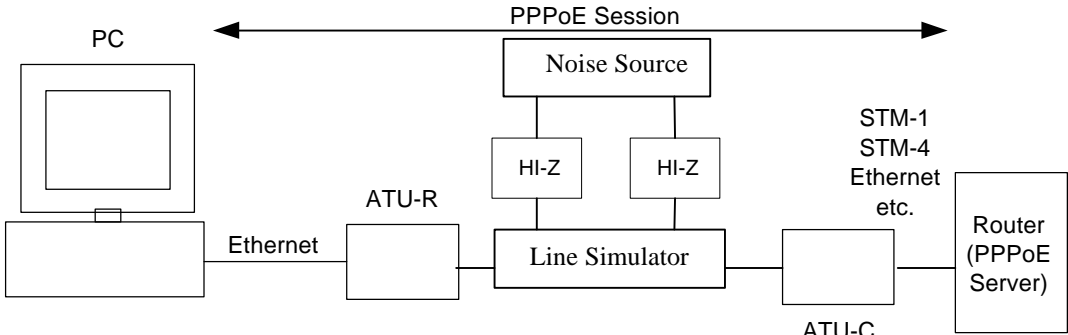 PPPoE Session
PC
Noise Source
STM-1
STM-4
Ethernet
etc.
HI-Z
HI-Z
ATU-R
Router
(PPPoE
Server)
Ethernet
Line Simulator
ATU-C